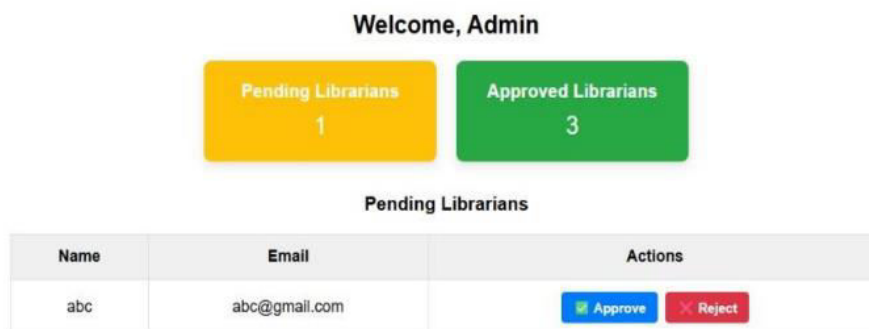 Welcome, Admin
Pending Librarians Approved Librarians
1 3
Pending Librarians
Name Email Actions
abc abc@gmail.com ✅ Approve ❌ Reject